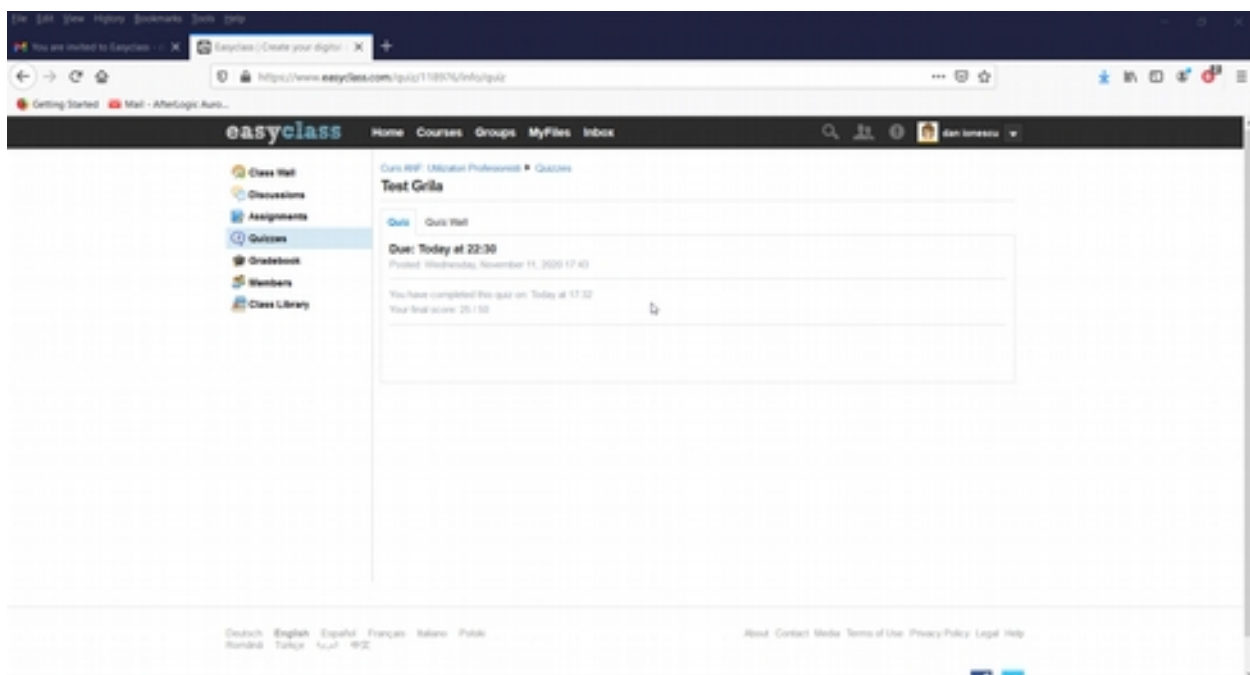 File Edit View History Bookmarks Tools Help
You are invited to Easyclass - Easyclass | Create your digital
https://www.easyclass.com/quiz/118976/info/quiz
Getting Started Mail - AfterLogic Auro...
easyclass Home Courses Groups MyFiles Inbox dan ionescu
Class Wall
Discussions
Assignments
Quizzes
Gradebook
Members
Class Library
Curs ANF: Utilizatori Profesionisti Quizzes
Test Grila
Quiz Quiz Wall
Due: Today at 22:30
Posted: Wednesday, November 11, 2020 17:43
You have completed this quiz on: Today at 17:32
Your final score: 25 / 50
Deutsch English Español Français Italiano Polski
Română Türkçe العربية 中文
About Contact Media Terms of Use Privacy Policy Legal Help